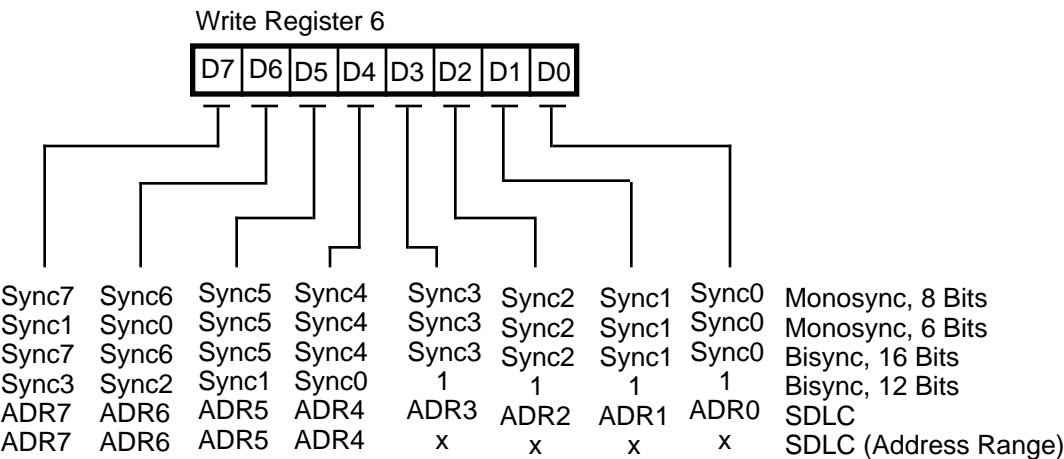 Write Register 6
D7 D6 D5 D4 D3 D2 D1 D0
Sync7 Sync6 Sync5 Sync4 Sync3 Sync2 Sync1 Sync0 Monosync, 8 Bits
Sync1 Sync0 Sync5 Sync4 Sync3 Sync2 Sync1 Sync0 Monosync, 6 Bits
Sync7 Sync6 Sync5 Sync4 Sync3 Sync2 Sync1 Sync0 Bisync, 16 Bits
Sync3 Sync2 Sync1 Sync0 1 1 1 1 Bisync, 12 Bits
ADR7 ADR6 ADR5 ADR4 ADR3 ADR2 ADR1 ADR0 SDLC
ADR7 ADR6 ADR5 ADR4 x x x x SDLC (Address Range)